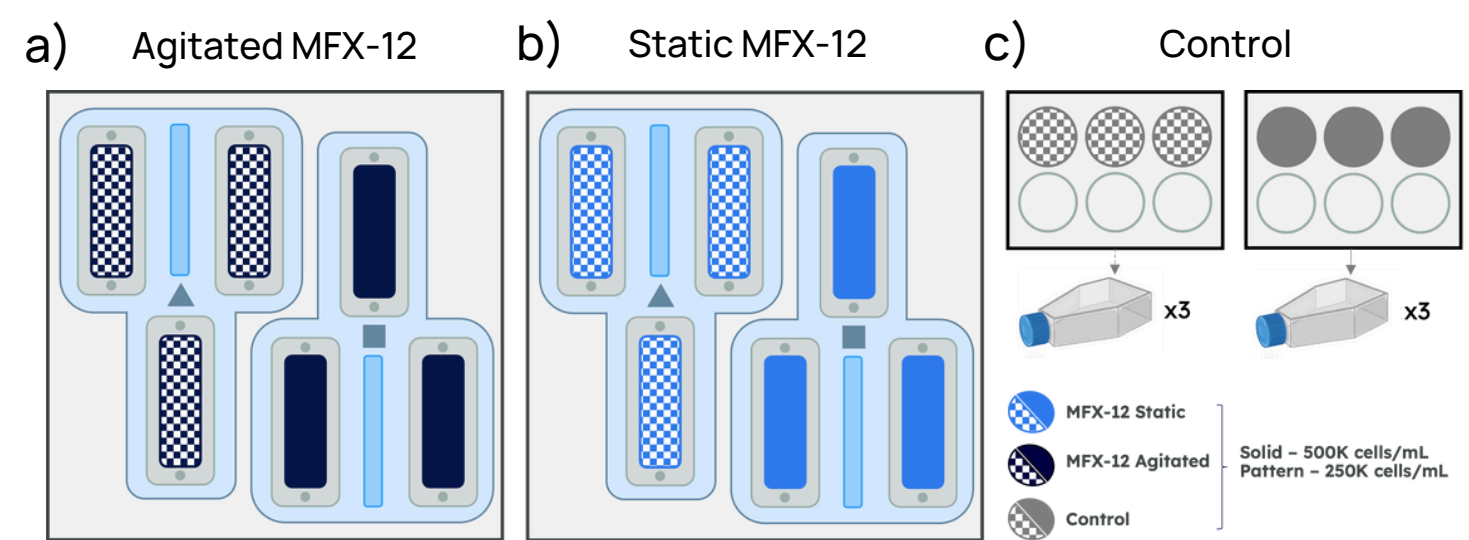 a) Agitated MFX-12
b) Static MFX-12
c) Control
x3
x3
MFX-12 Static
MFX-12 Agitated
Control
Solid – 500K cells/mL
Pattern – 250K cells/mL